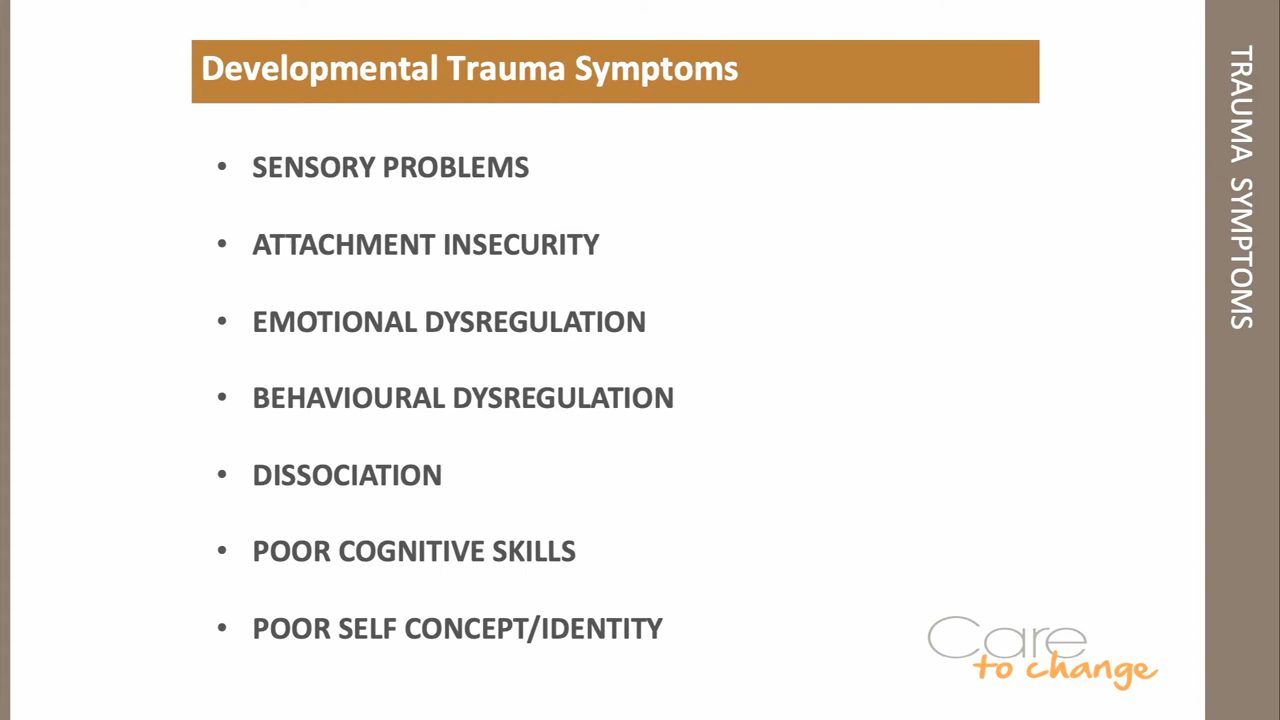 Developmental Trauma Symptoms
• SENSORY PROBLEMS
• ATTACHMENT INSECURITY
• EMOTIONAL DYSREGULATION
• BEHAVIOURAL DYSREGULATION
• DISSOCIATION
• POOR COGNITIVE SKILLS
• POOR SELF CONCEPT/IDENTITY
Care
to change
TRAUMA SYMPTOMS